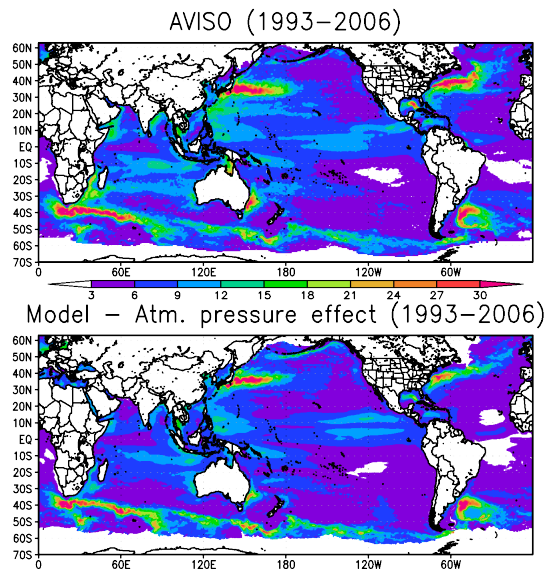 AVISO (1993-2006)
60N
50N
40N
30N
20N
10N
EQ
10S
20S
30S
40S
50S
60S
70S
0 60E 120E 180 120W 60W
3 6 9 12 15 18 21 24 27 30
Model - Atm. pressure effect (1993-2006)
60N
50N
40N
30N
20N
10N
EQ
10S
20S
30S
40S
50S
60S
70S
0 60E 120E 180 120W 60W